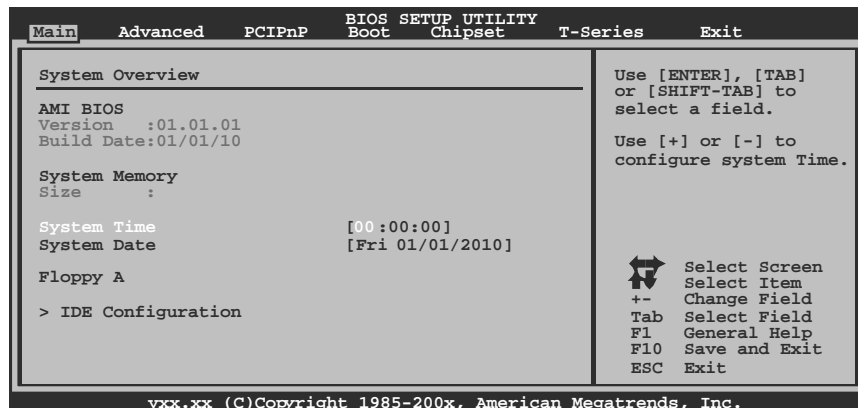 BIOS SETUP UTILITY
Main Advanced PCIPnP Boot Chipset T-Series Exit
System Overview
AMI BIOS
Version :01.01.01
Build Date:01/01/10
System Memory
Size :
System Time [00:00:00]
System Date [Fri 01/01/2010]
Floppy A
> IDE Configuration
Use [ENTER], [TAB]
or [SHIFT-TAB] to
select a field.
Use [+] or [-] to
configure system Time.
Select Screen
Select Item
+- Change Field
Tab Select Field
F1 General Help
F10 Save and Exit
ESC Exit
vxx.xx (C)Copyright 1985-200x, American Megatrends, Inc.